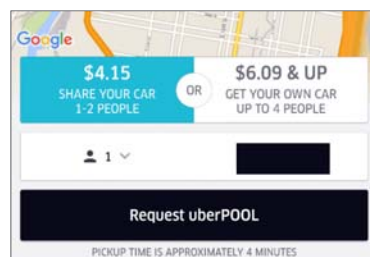 Google
$4.15
SHARE YOUR CAR
1-2 PEOPLE
OR
$6.09 & UP
GET YOUR OWN CAR
UP TO 4 PEOPLE
1
Request uberPOOL
PICKUP TIME IS APPROXIMATELY 4 MINUTES